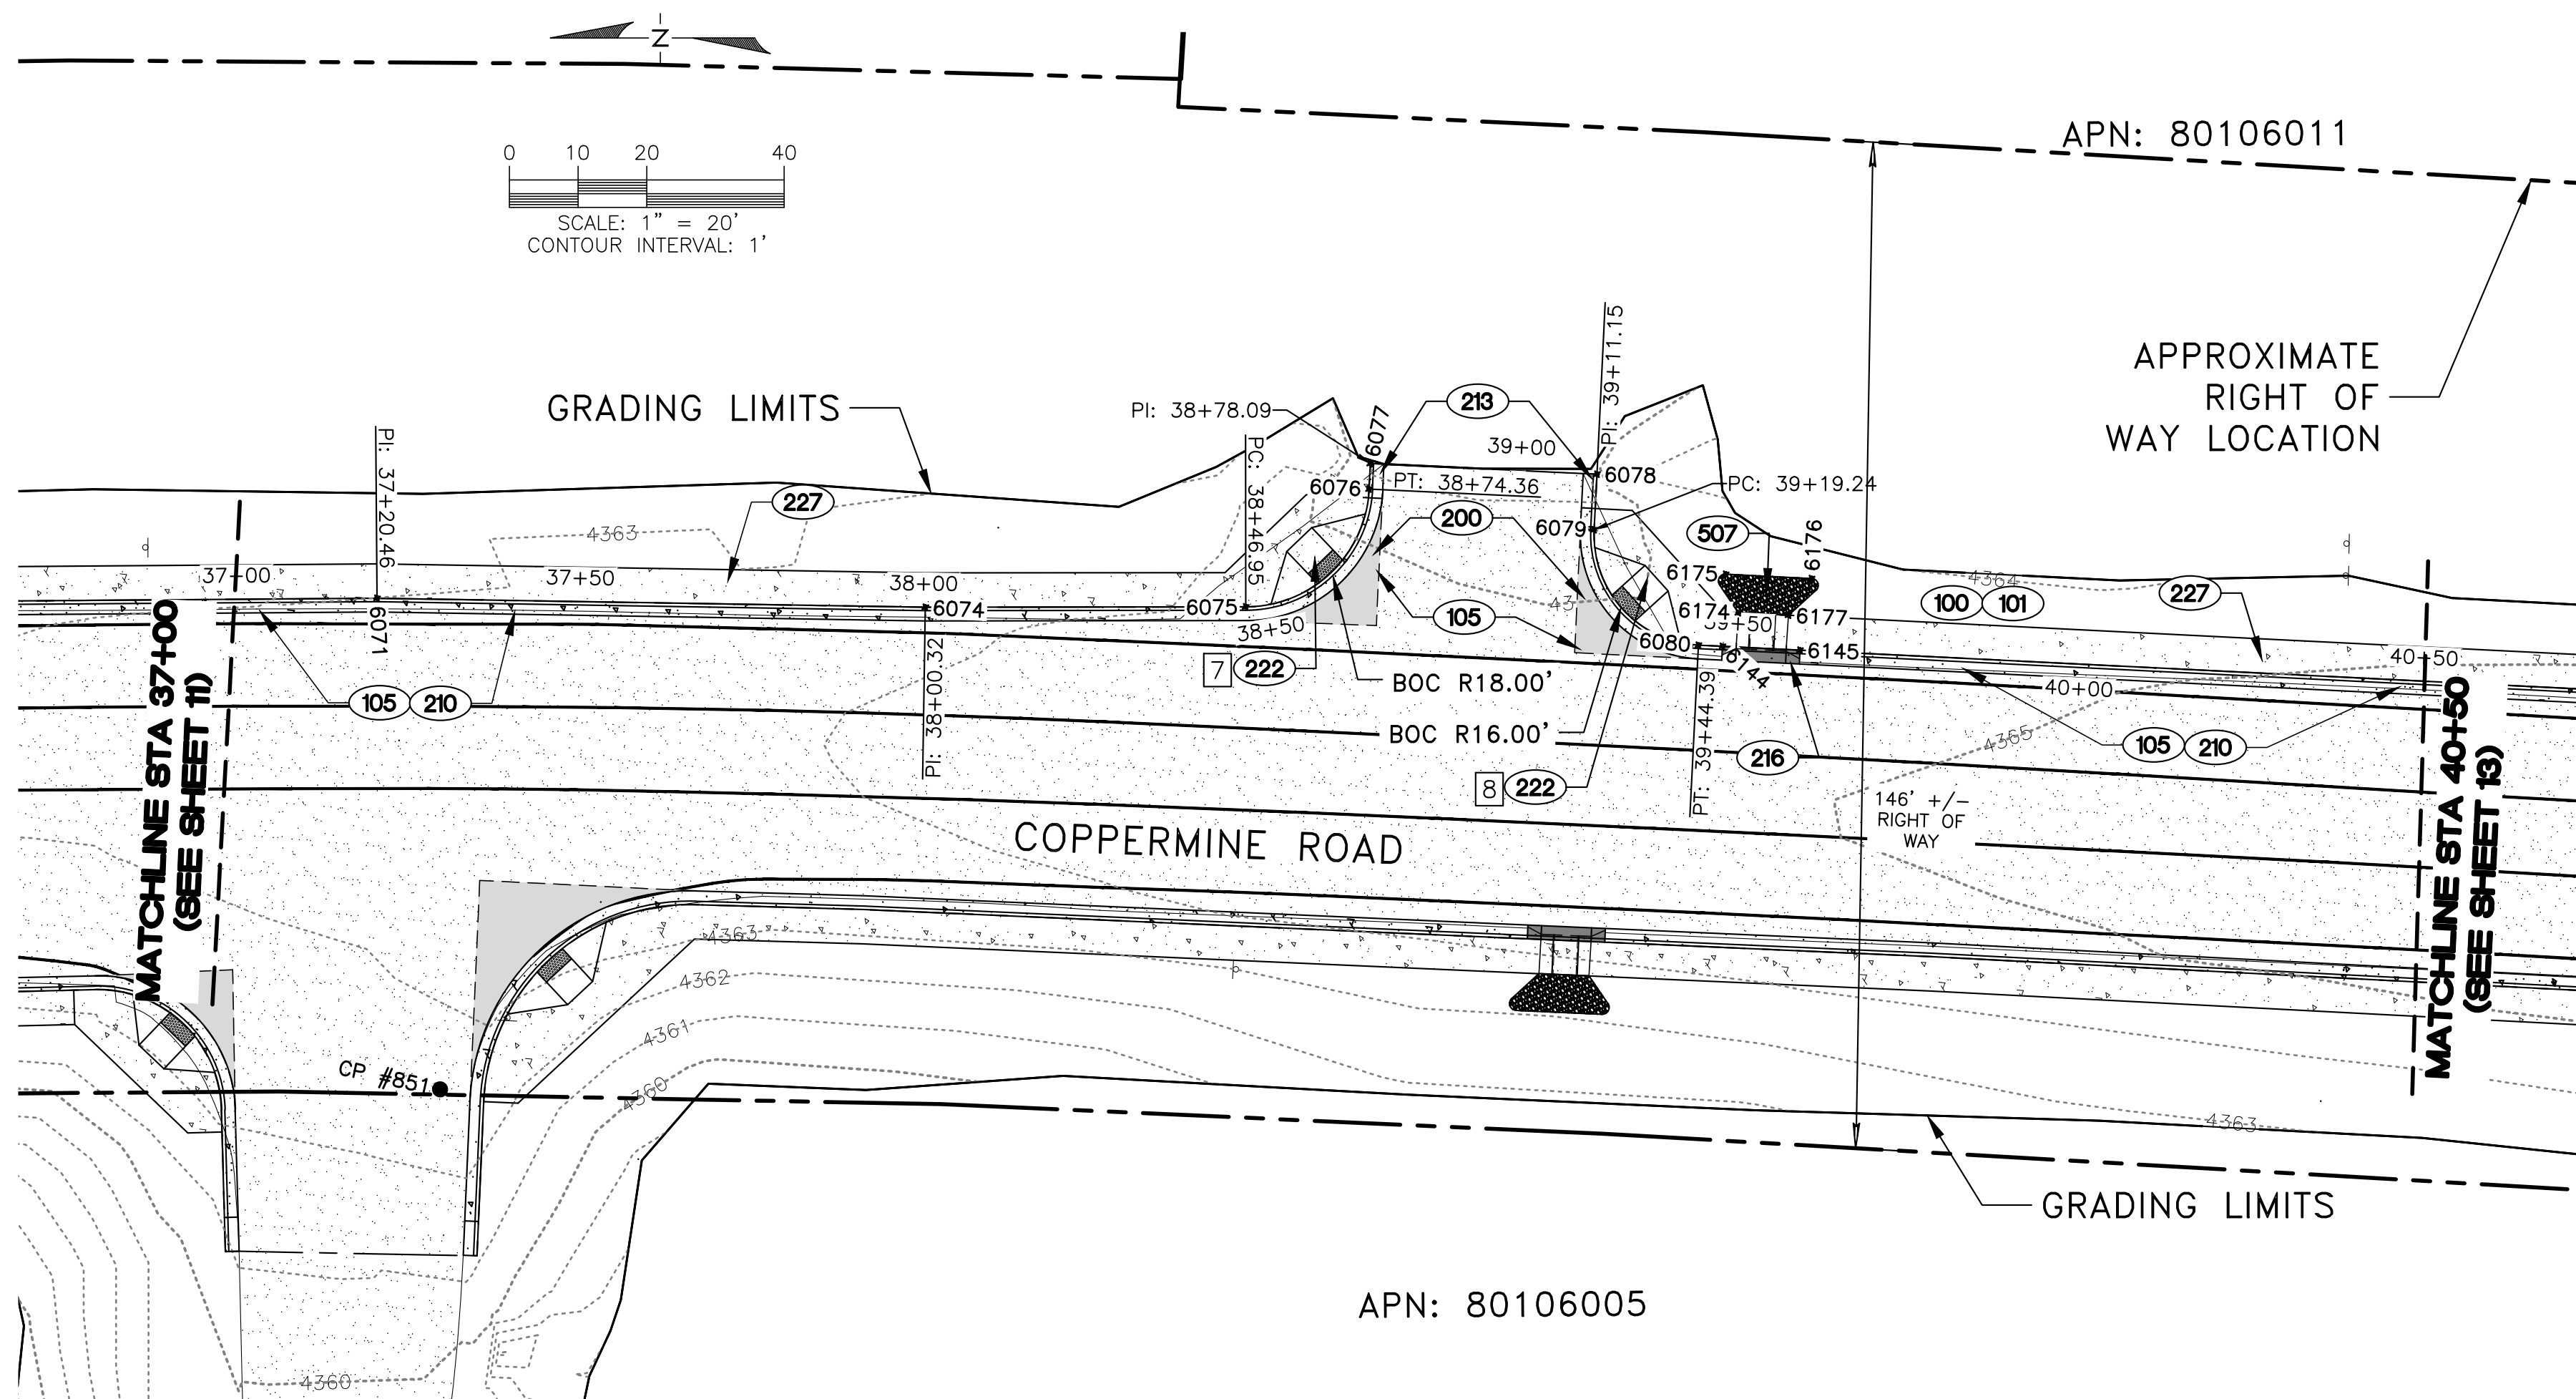 Z
0 10 20 40
SCALE: 1" = 20'
CONTOUR INTERVAL: 1'
APN: 80106011
APPROXIMATE
RIGHT OF
WAY LOCATION
GRADING LIMITS
PI: 38+78.09
6077
213
PI: 39+11.15
39+00
PI: 37+20.46
PC: 38+46.95
6076
PT: 38+74.36
6078
PC: 39+19.24
227
200
6079
507
6176
4363
6175
4364
37+00
37+50
38+00
6071
6074
6075
38+50
105
43
6174
39+50
6177
100
101
227
6080
6144
6145
40+50
7
222
BOC R18.00'
40+00
105
210
PI: 38+00.32
BOC R16.00'
PT: 39+44.39
216
4365
105
210
8
222
146' +/-
RIGHT OF
WAY
MATCHLINE STA 37+00
(SEE SHEET 11)
COPPERMINE ROAD
MATCHLINE STA 40+50
(SEE SHEET 13)
4363
4362
4361
4360
CP #851
4363
GRADING LIMITS
APN: 80106005
4360